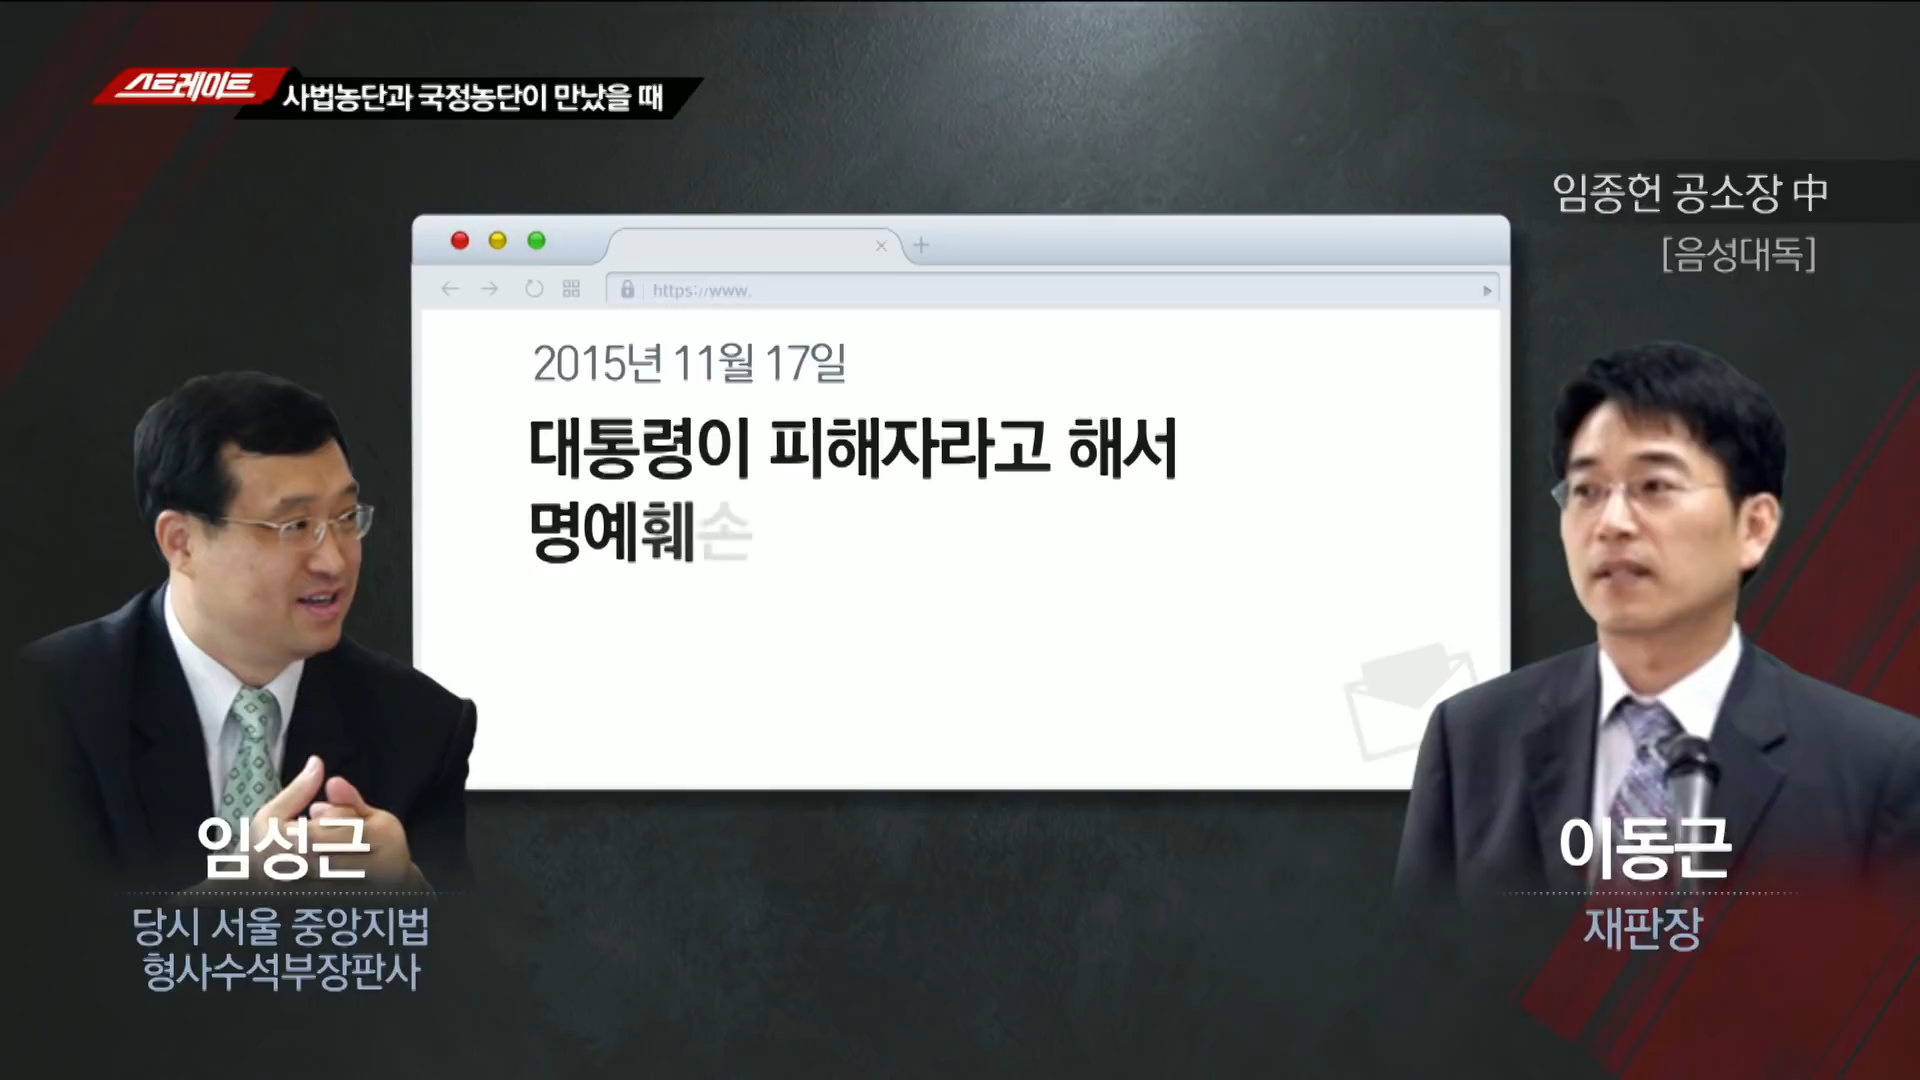 스트레이트
사법농단과 국정농단이 만났을 때
임종헌 공소장 中
[음성대독]
https://www.
2015년 11월 17일
대통령이 피해자라고 해서
명예훼손
임성근
당시 서울 중앙지법
형사수석부장판사
이동근
재판장